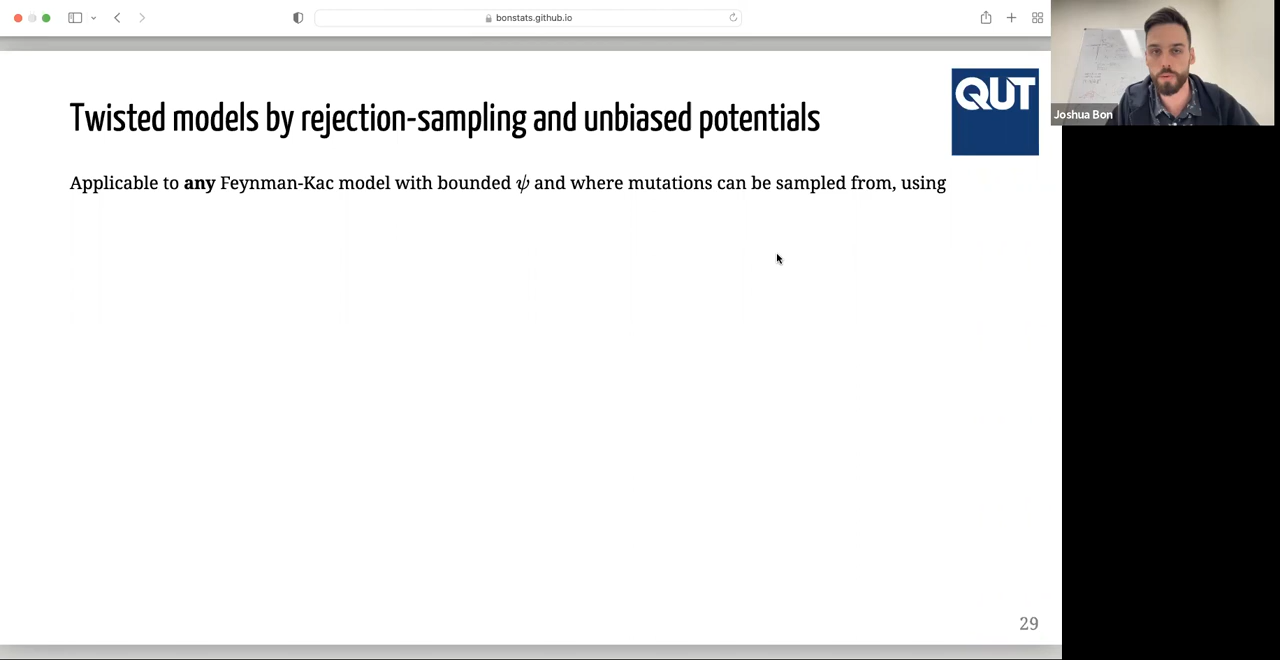 bonstats.github.io
Joshua Bon
QUT
Twisted models by rejection-sampling and unbiased potentials
Applicable to any Feynman-Kac model with bounded ψ and where mutations can be sampled from, using
29